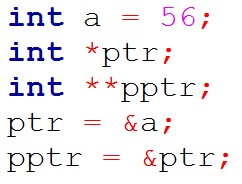 int a = 56;
int *ptr;
int **pptr;
ptr = &a;
pptr = &ptr;